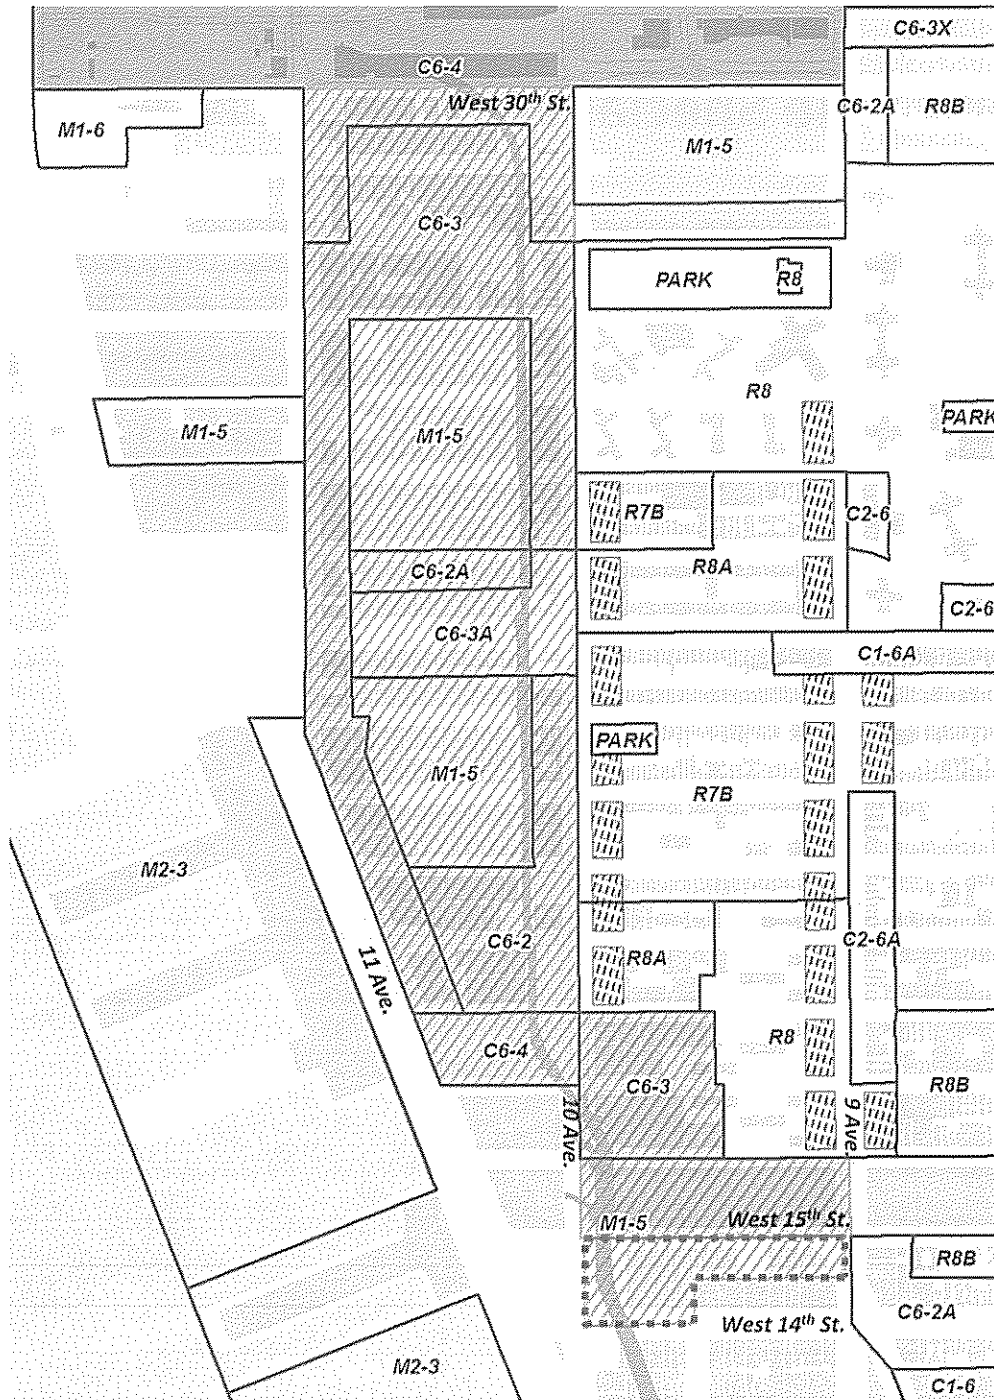 C6-3X
C6-4
West 30th St.
C6-2A
R8B
M1-6
M1-5
C6-3
PARK
R8
R8
PARK
M1-5
M1-5
R7B
C2-6
R8A
C6-2A
C2-6
C6-3A
C1-6A
PARK
M1-5
R7B
M2-3
C6-2
C2-6A
R8A
11 Ave.
R8
C6-4
C6-3
R8B
10 Ave.
9 Ave.
M1-5
West 15th St.
R8B
C6-2A
West 14th St.
M2-3
C1-6